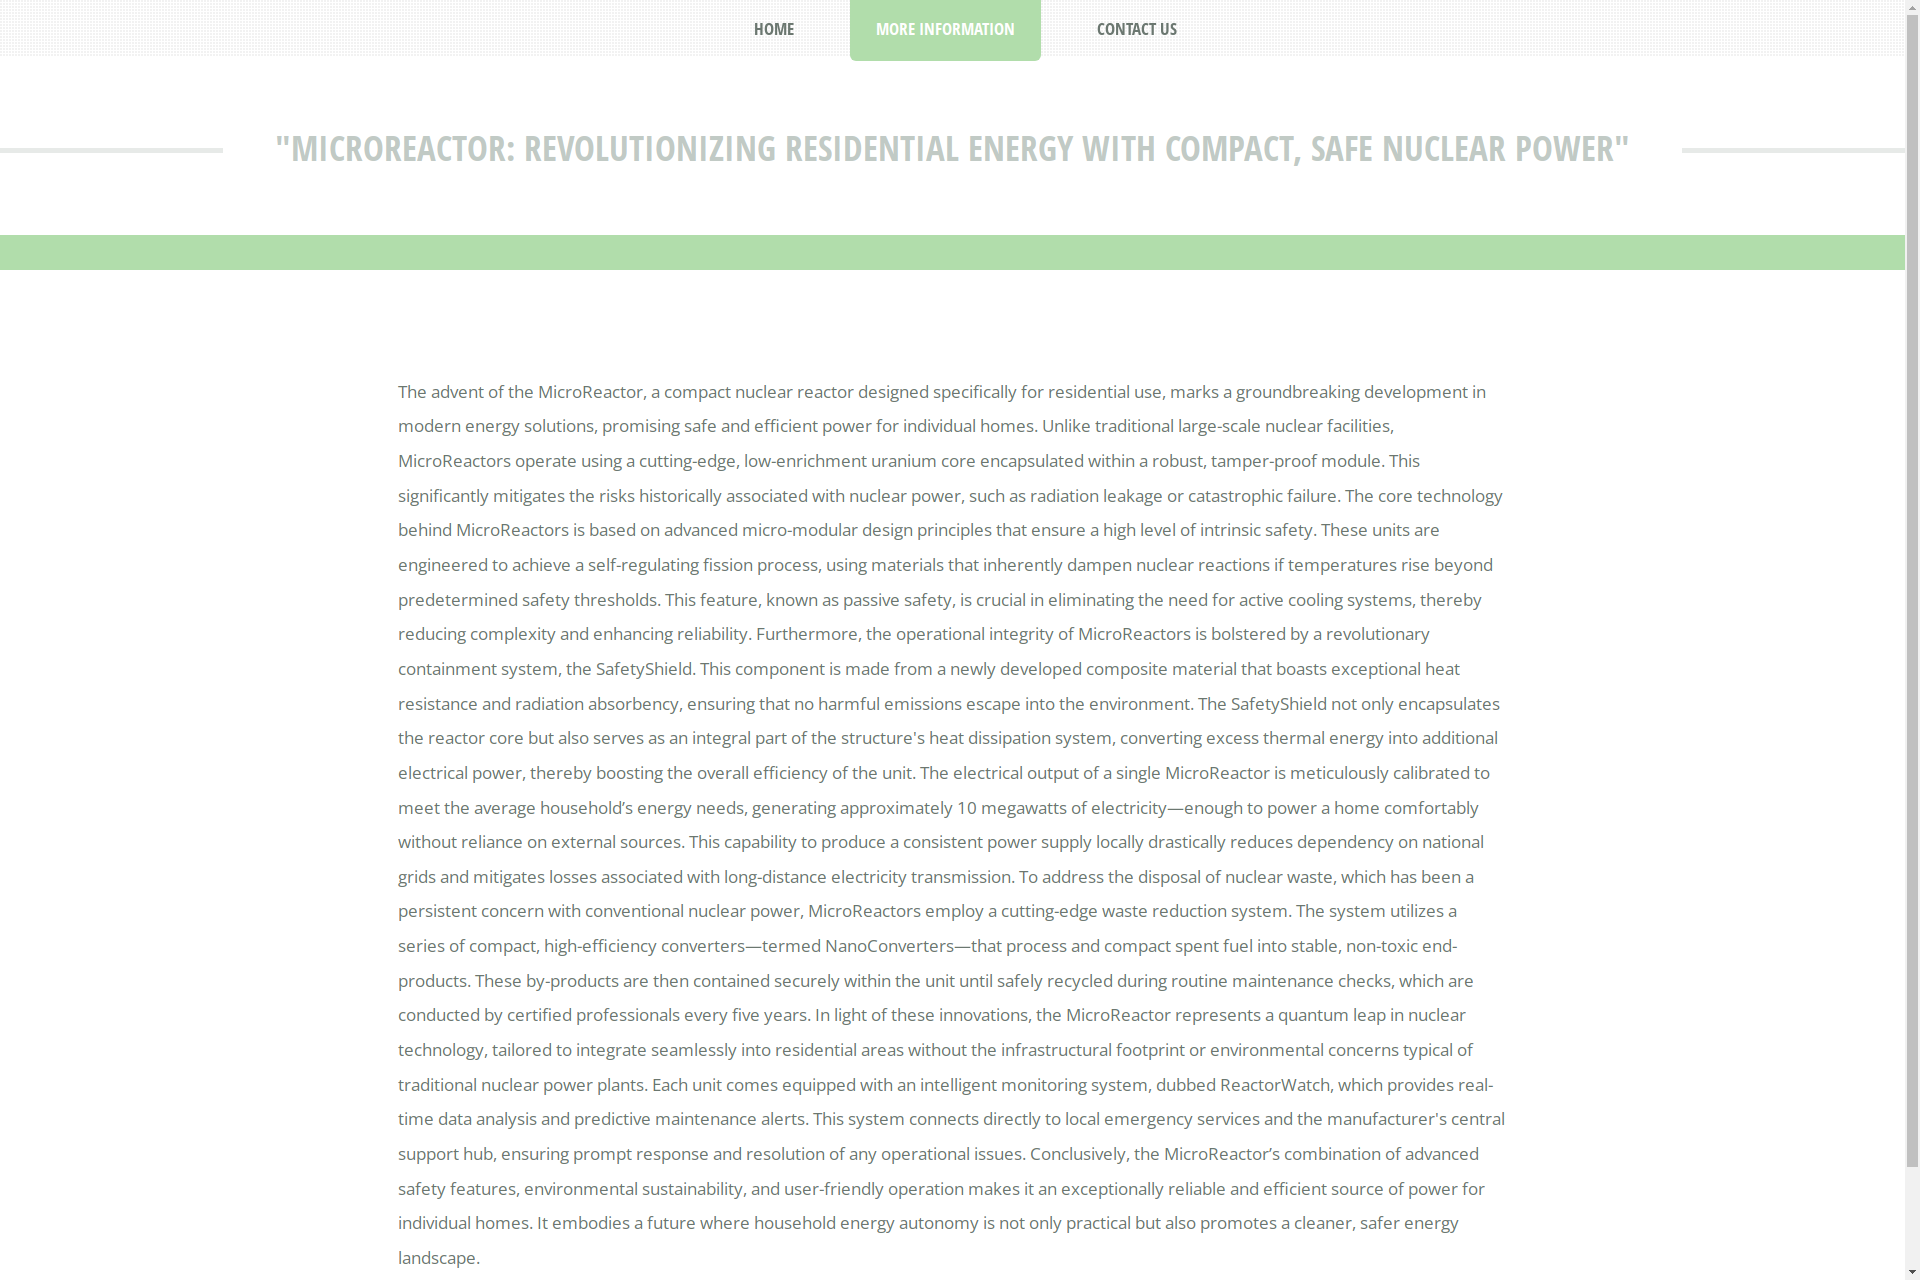 HOME
MORE INFORMATION
CONTACT US
"MICROREACTOR: REVOLUTIONIZING RESIDENTIAL ENERGY WITH COMPACT, SAFE NUCLEAR POWER"
The advent of the MicroReactor, a compact nuclear reactor designed specifically for residential use, marks a groundbreaking development in
modern energy solutions, promising safe and efficient power for individual homes. Unlike traditional large-scale nuclear facilities,
MicroReactors operate using a cutting-edge, low-enrichment uranium core encapsulated within a robust, tamper-proof module. This
significantly mitigates the risks historically associated with nuclear power, such as radiation leakage or catastrophic failure. The core technology
behind MicroReactors is based on advanced micro-modular design principles that ensure a high level of intrinsic safety. These units are
engineered to achieve a self-regulating fission process, using materials that inherently dampen nuclear reactions if temperatures rise beyond
predetermined safety thresholds. This feature, known as passive safety, is crucial in eliminating the need for active cooling systems, thereby
reducing complexity and enhancing reliability. Furthermore, the operational integrity of MicroReactors is bolstered by a revolutionary
containment system, the SafetyShield. This component is made from a newly developed composite material that boasts exceptional heat
resistance and radiation absorbency, ensuring that no harmful emissions escape into the environment. The SafetyShield not only encapsulates
the reactor core but also serves as an integral part of the structure's heat dissipation system, converting excess thermal energy into additional
electrical power, thereby boosting the overall efficiency of the unit. The electrical output of a single MicroReactor is meticulously calibrated to
meet the average household’s energy needs, generating approximately 10 megawatts of electricity—enough to power a home comfortably
without reliance on external sources. This capability to produce a consistent power supply locally drastically reduces dependency on national
grids and mitigates losses associated with long-distance electricity transmission. To address the disposal of nuclear waste, which has been a
persistent concern with conventional nuclear power, MicroReactors employ a cutting-edge waste reduction system. The system utilizes a
series of compact, high-efficiency converters—termed NanoConverters—that process and compact spent fuel into stable, non-toxic end-
products. These by-products are then contained securely within the unit until safely recycled during routine maintenance checks, which are
conducted by certified professionals every five years. In light of these innovations, the MicroReactor represents a quantum leap in nuclear
technology, tailored to integrate seamlessly into residential areas without the infrastructural footprint or environmental concerns typical of
traditional nuclear power plants. Each unit comes equipped with an intelligent monitoring system, dubbed ReactorWatch, which provides real-
time data analysis and predictive maintenance alerts. This system connects directly to local emergency services and the manufacturer's central
support hub, ensuring prompt response and resolution of any operational issues. Conclusively, the MicroReactor’s combination of advanced
safety features, environmental sustainability, and user-friendly operation makes it an exceptionally reliable and efficient source of power for
individual homes. It embodies a future where household energy autonomy is not only practical but also promotes a cleaner, safer energy
landscape.